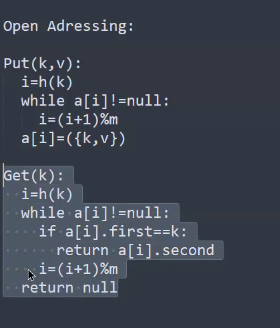 Open Adressing:
Put(k,v):
  i=h(k)
  while a[i]!=null:
    i=(i+1)%m
  a[i]=({k,v})
Get(k):
  i=h(k)
  while a[i]!=null:
    if a[i].first==k:
      return a[i].second
    i=(i+1)%m
  return null